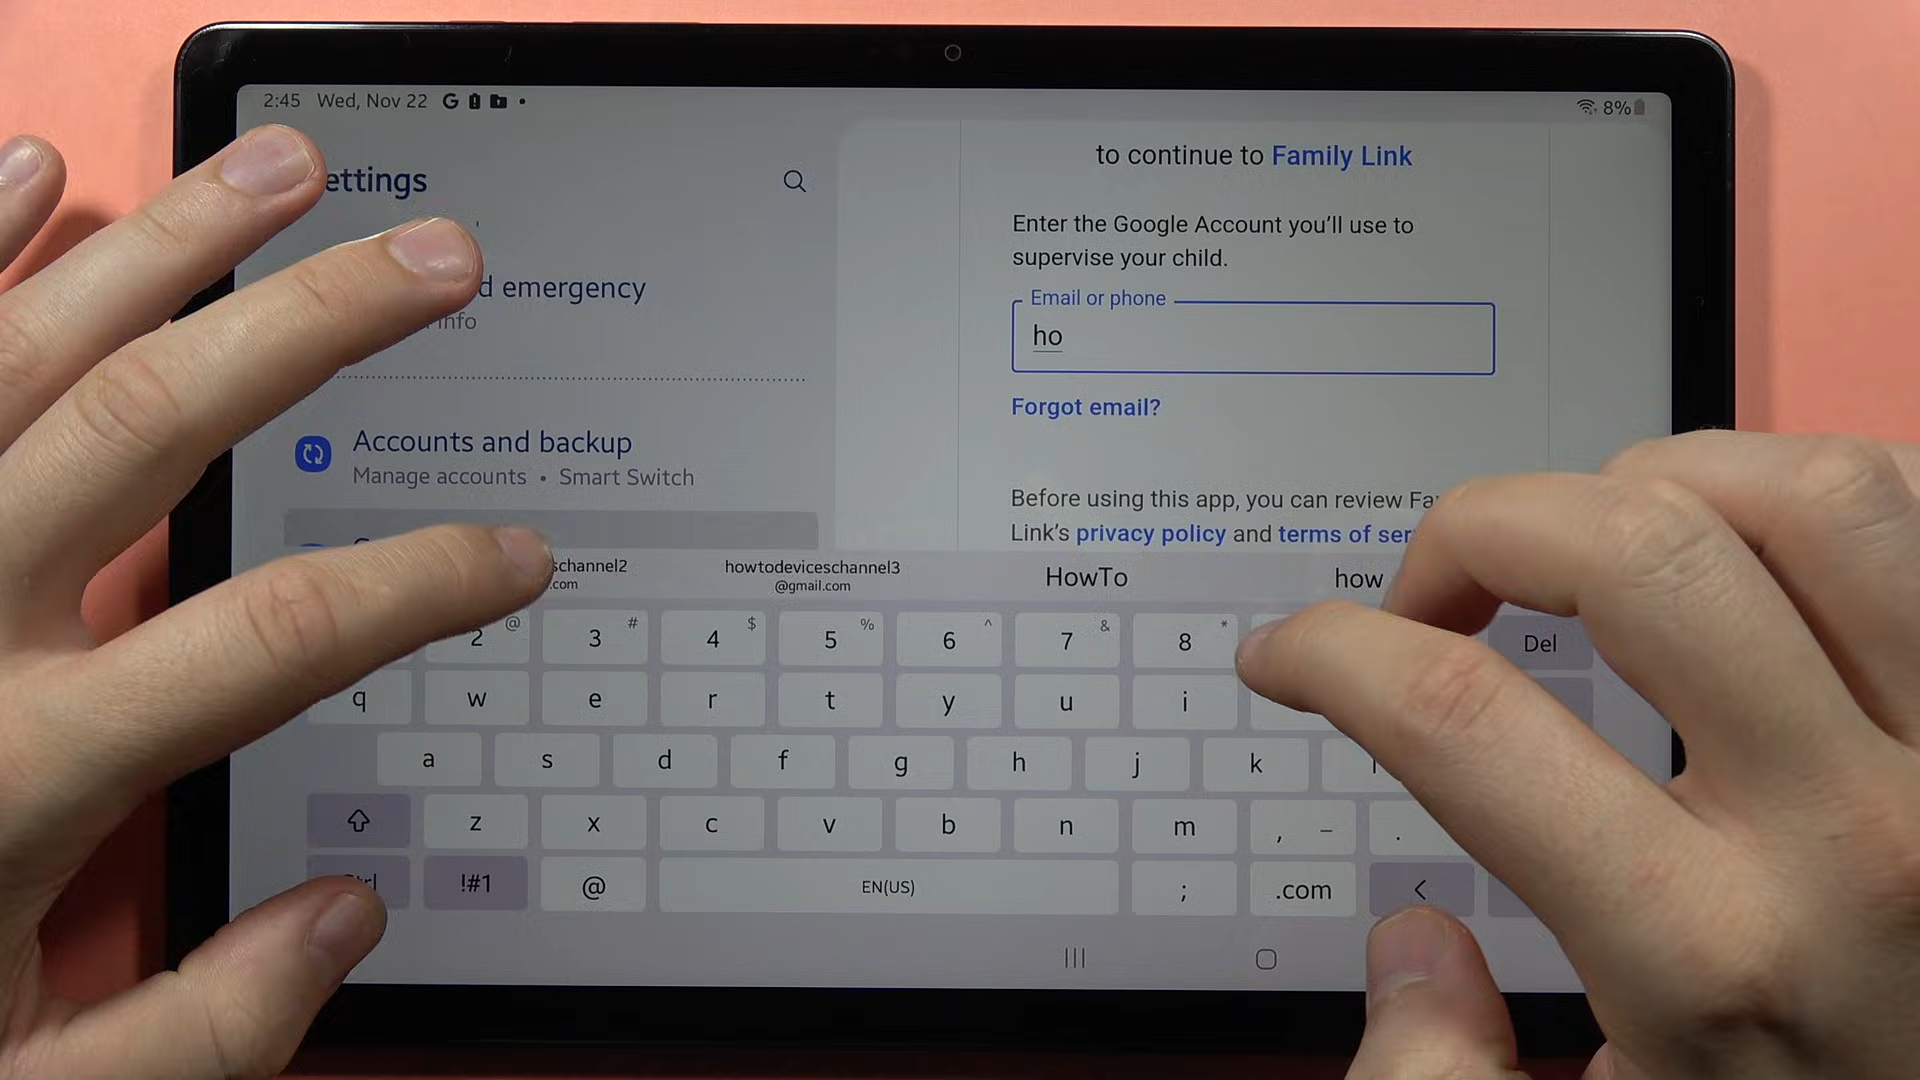 2:45 Wed, Nov 22 G
8%
ettings
d emergency
info
Accounts and backup
Manage accounts • Smart Switch
to continue to Family Link
Enter the Google Account you'll use to
supervise your child.
Email or phone
ho
Forgot email?
Before using this app, you can review Fa
Link's privacy policy and terms of ser
schannel2
.com
howtodeviceschannel3
@gmail.com
HowTo
how
2 @ 3 # 4 $ 5 % 6 ^ 7 & 8 * Del
q w e r t y u i
a s d f g h j k
z x c v b n m , – .
Ctrl !#1 @ EN(US) ; .com <